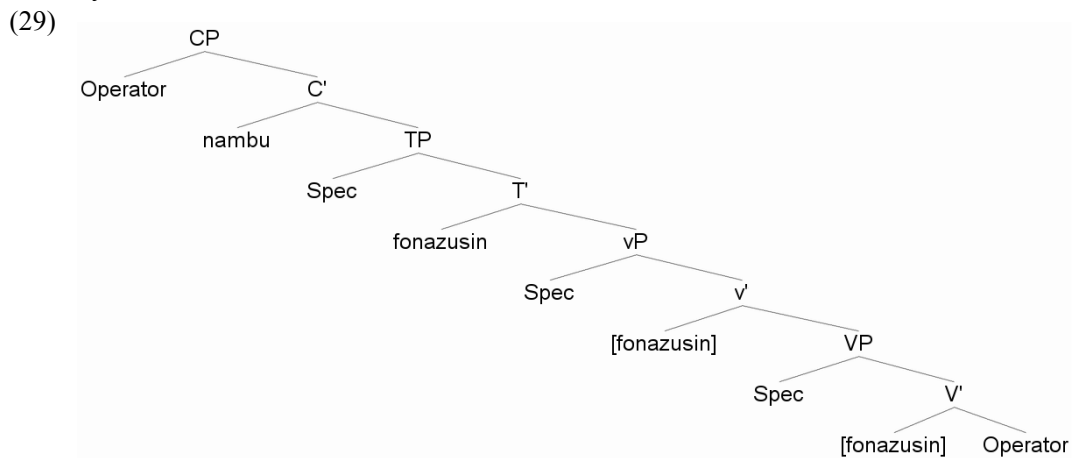 (29)
CP
Operator C'
nambu TP
Spec T'
fonazusin vP
Spec v'
[fonazusin] VP
Spec V'
[fonazusin] Operator